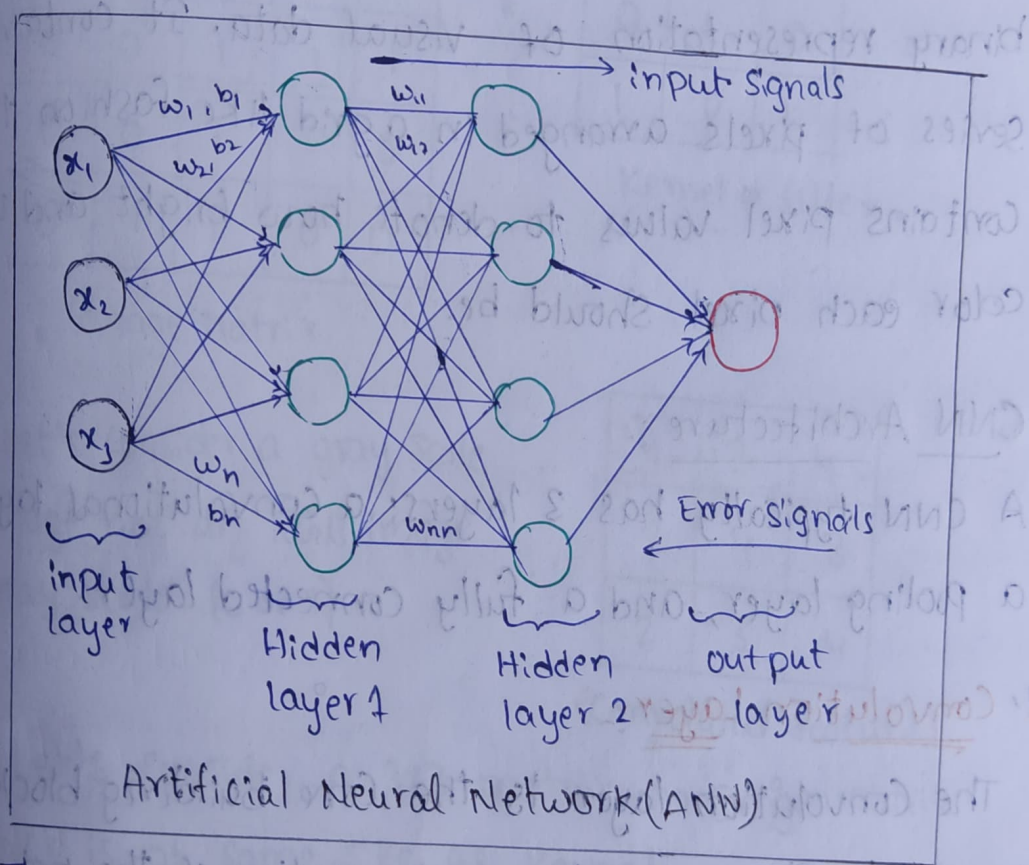 input signals
w1, b1
w11
x1
b2
w21
w12
x2
x3
wn
bn
wnn
Error signals
input
layer
Hidden
layer 1
Hidden
layer 2
output
layer
Artificial Neural Network (ANN)